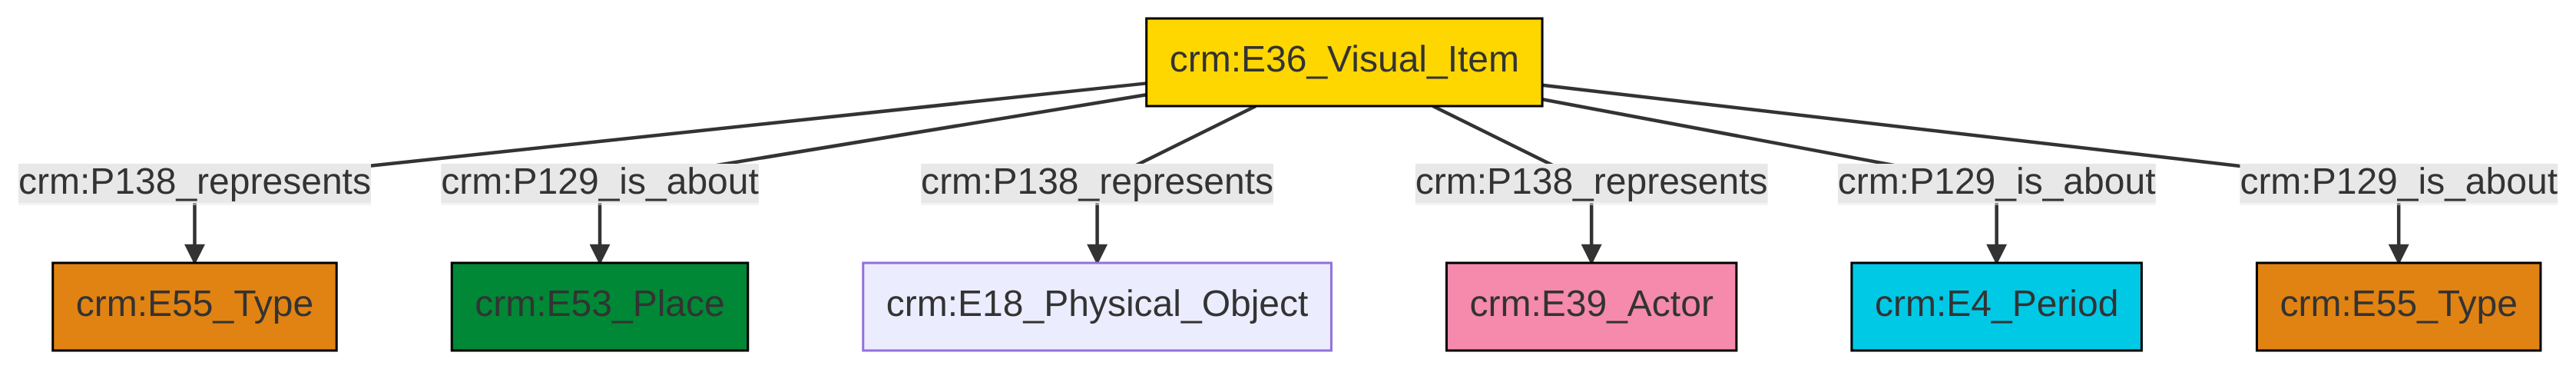 crm:E36_Visual_Item
crm:P138_represents
crm:P129_is_about
crm:P138_represents
crm:P138_represents
crm:P129_is_about
crm:P129_is_about
crm:E55_Type
crm:E53_Place
crm:E18_Physical_Object
crm:E39_Actor
crm:E4_Period
crm:E55_Type